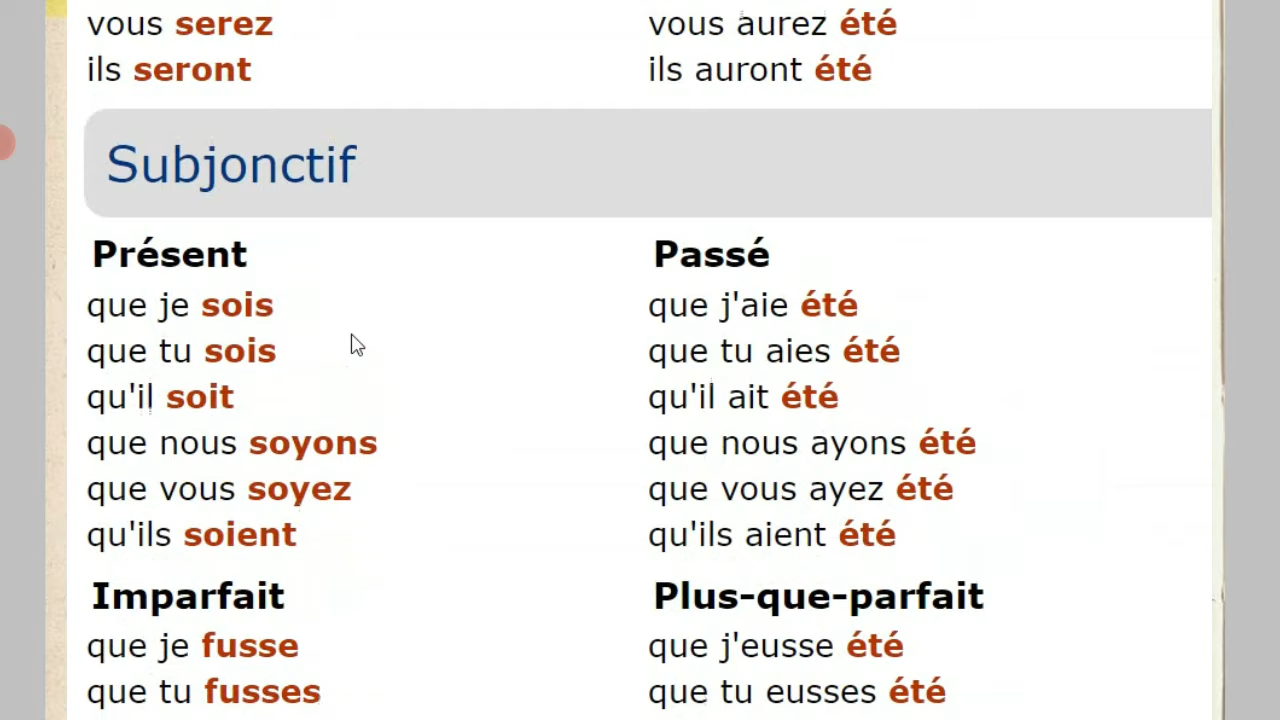 vous serez
ils seront
vous aurez été
ils auront été
Subjonctif
Présent
que je sois
que tu sois
qu'il soit
que nous soyons
que vous soyez
qu'ils soient
Passé
que j'aie été
que tu aies été
qu'il ait été
que nous ayons été
que vous ayez été
qu'ils aient été
Imparfait
que je fusse
que tu fusses
Plus-que-parfait
que j'eusse été
que tu eusses été